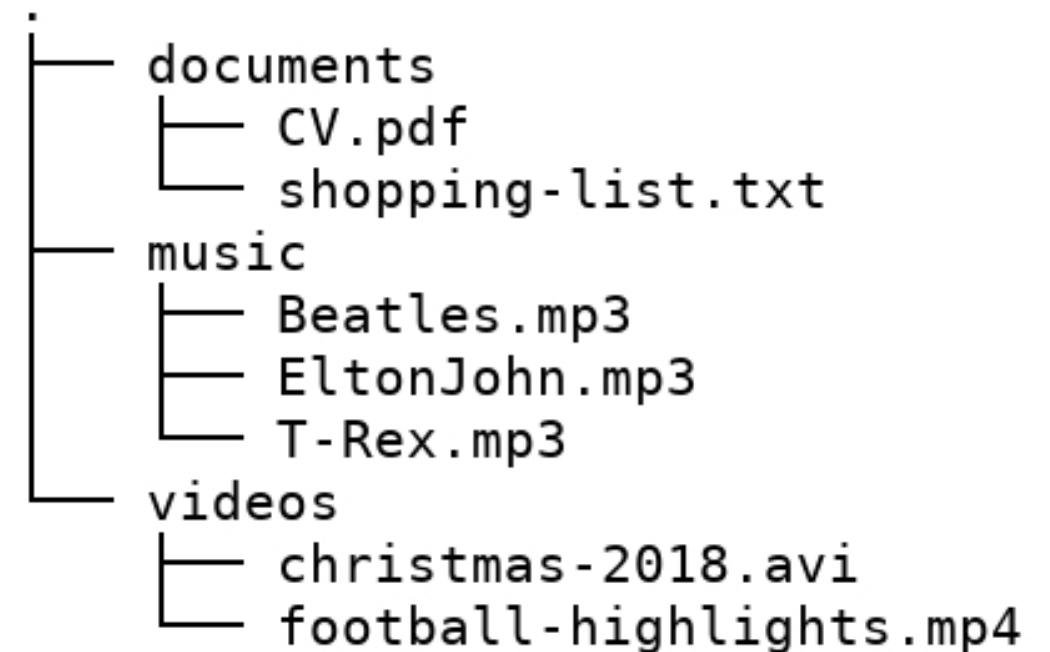 .
documents
CV.pdf
shopping-list.txt
music
Beatles.mp3
EltonJohn.mp3
T-Rex.mp3
videos
christmas-2018.avi
football-highlights.mp4